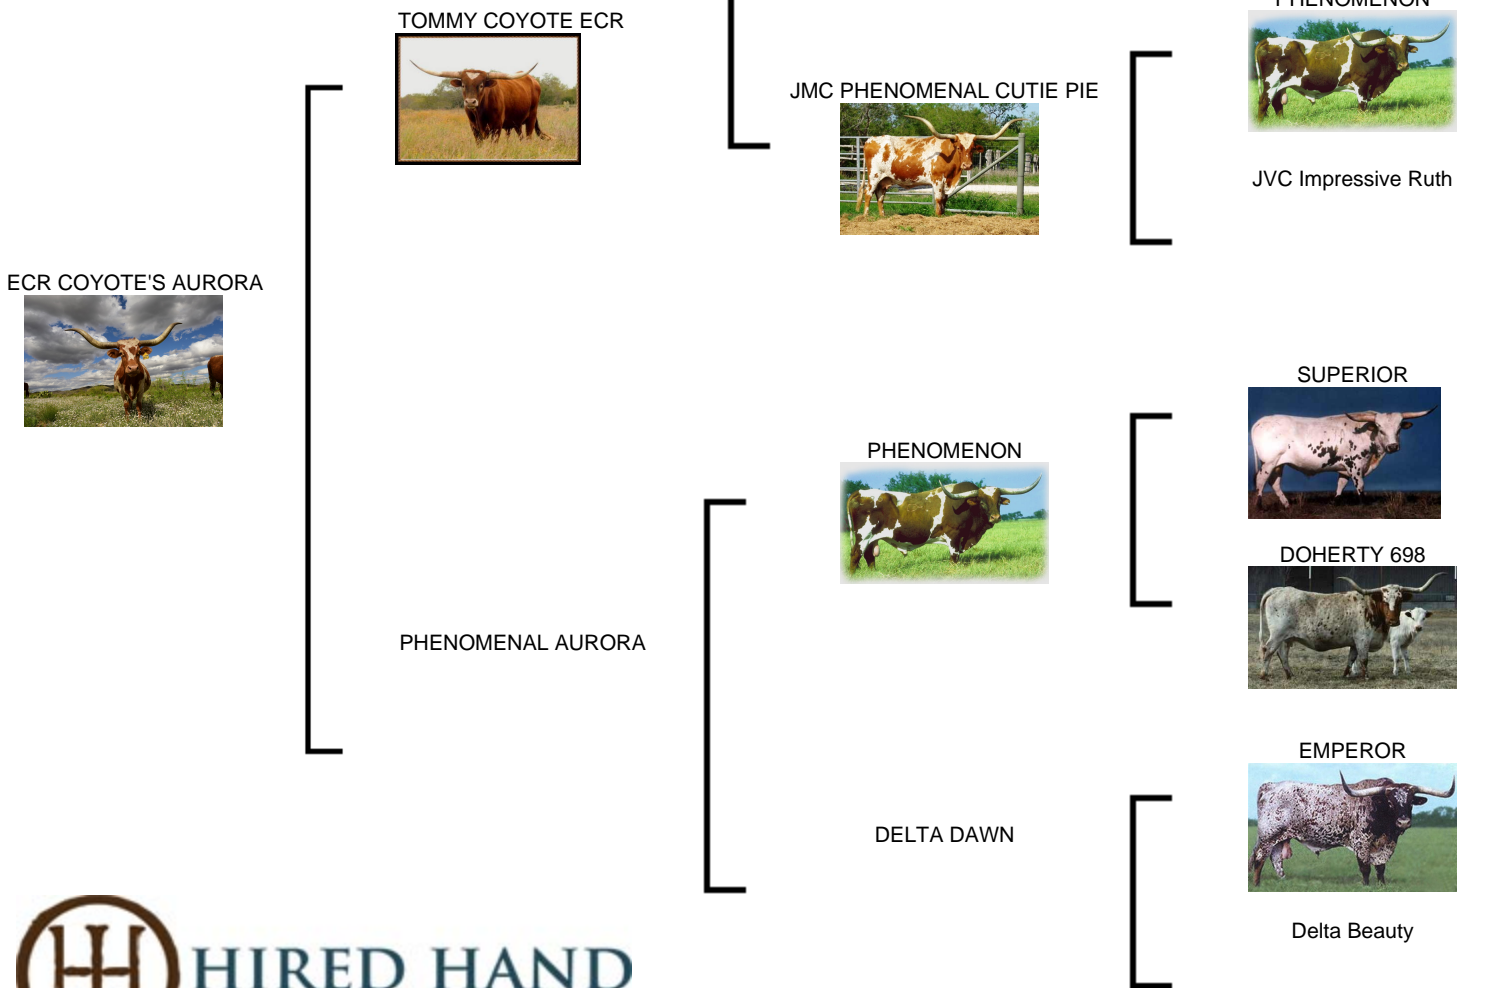 PHENOMENON
TOMMY COYOTE ECR
JMC PHENOMENAL CUTIE PIE
JVC Impressive Ruth
ECR COYOTE'S AURORA
SUPERIOR
PHENOMENON
DOHERTY 698
PHENOMENAL AURORA
EMPEROR
DELTA DAWN
Delta Beauty
HIRED HAND